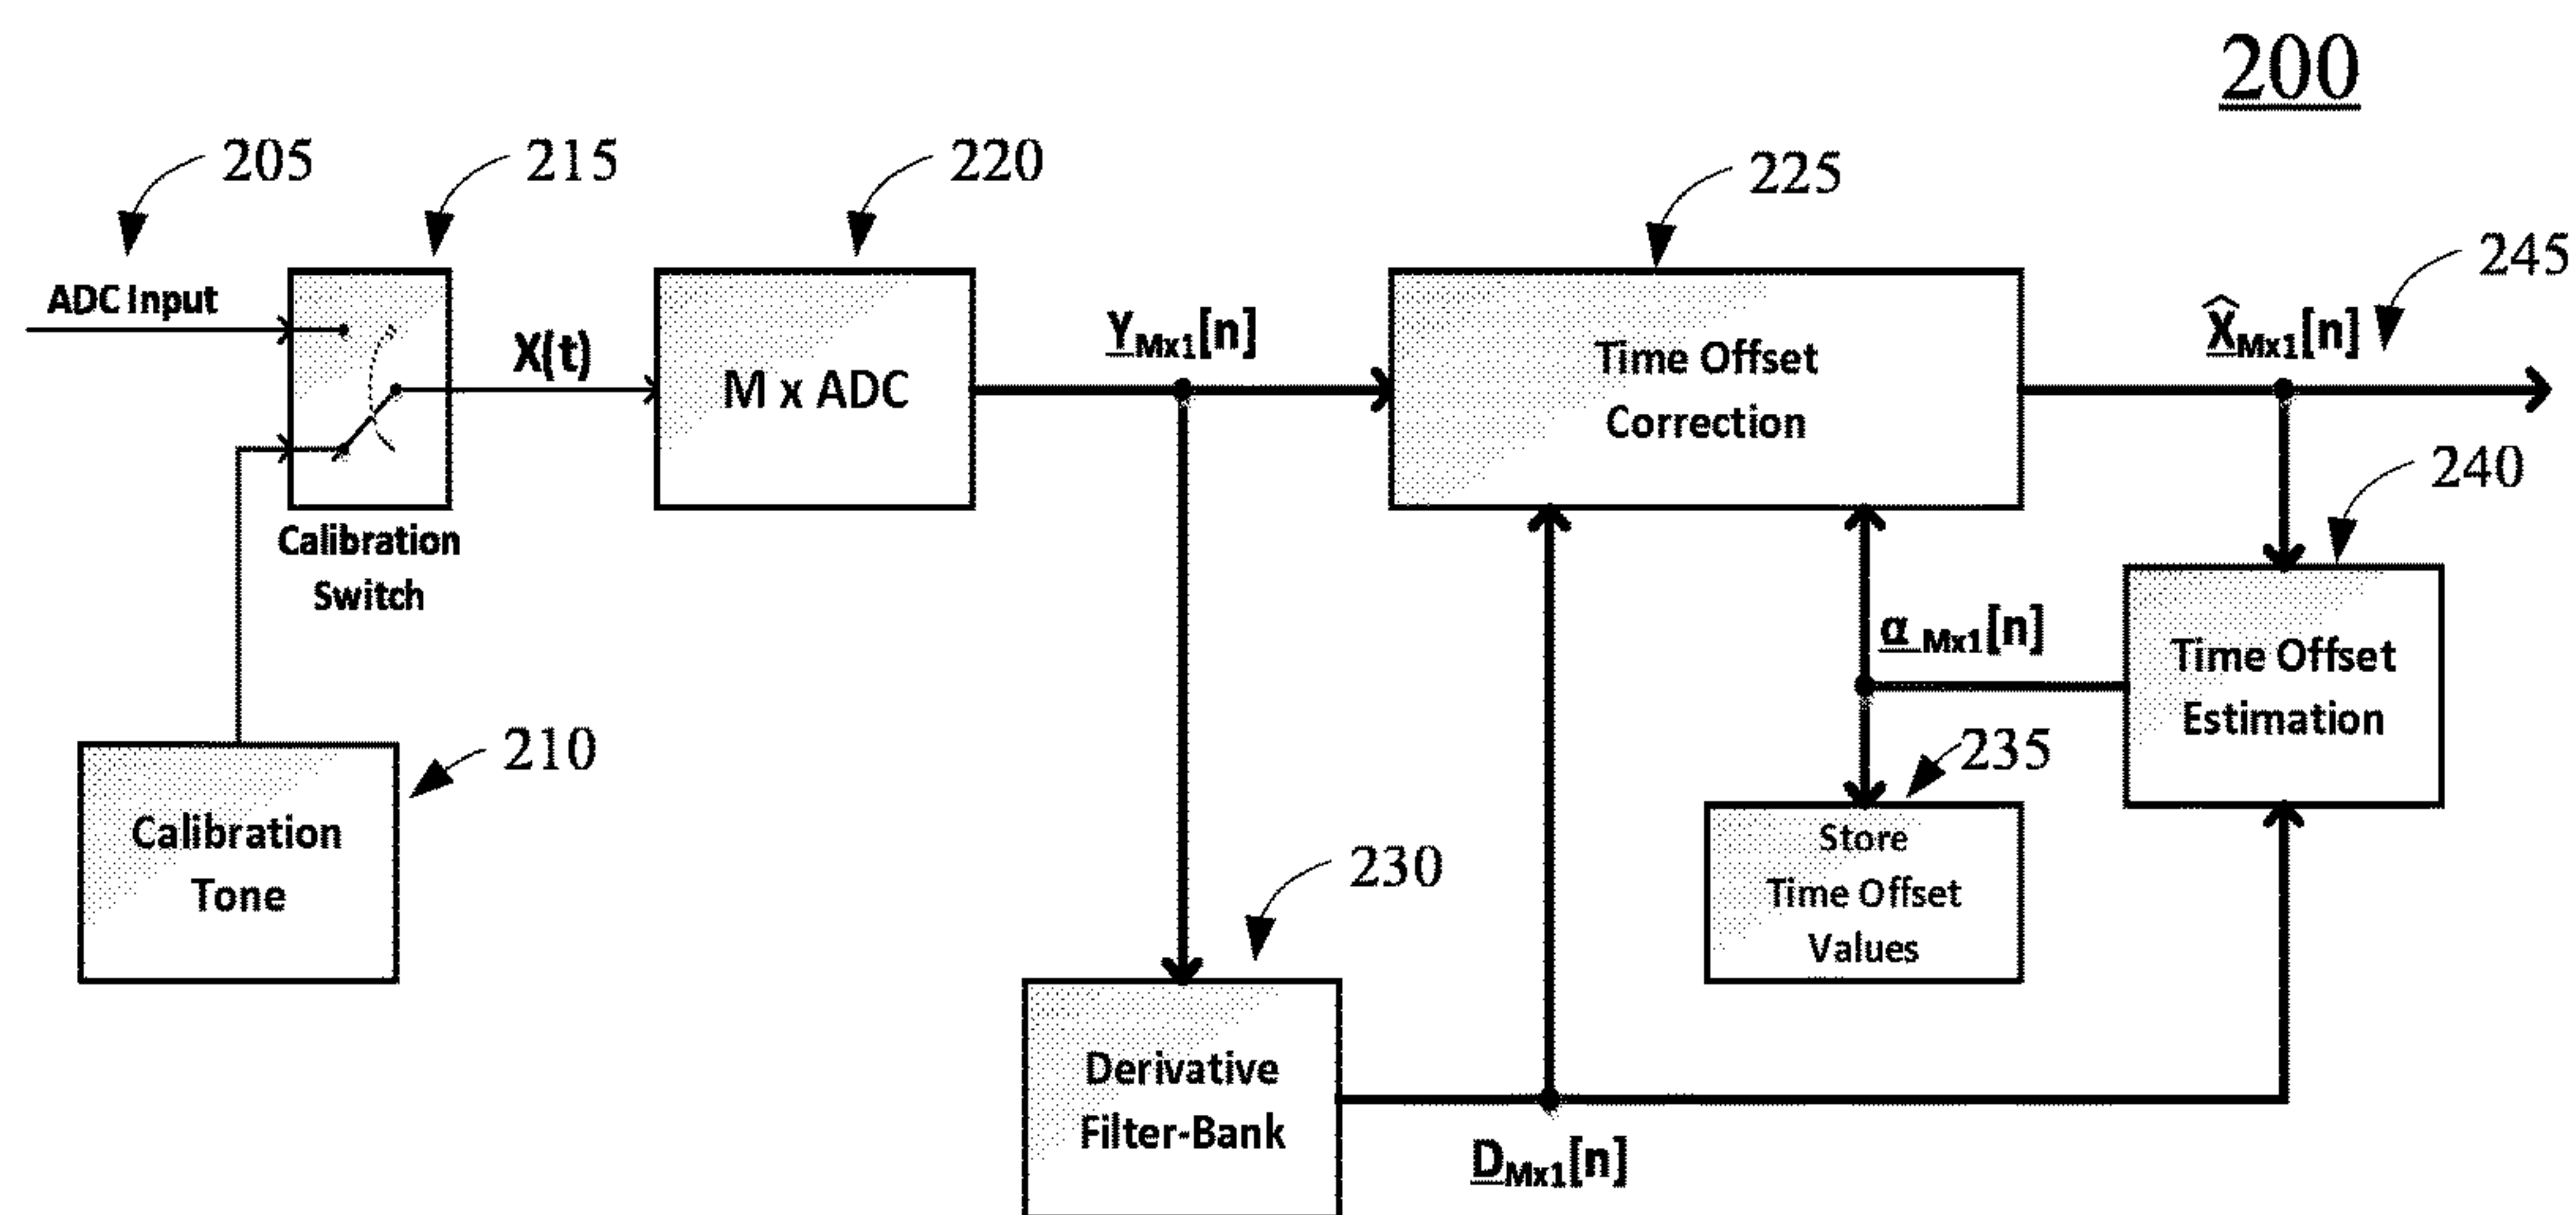 200
205
215
220
225
245
ADC Input
X(t)
M x ADC
Y_Mx1[n]
Time Offset
Correction
X̂_Mx1[n]
240
Calibration
Switch
α_Mx1[n]
Time Offset
Estimation
210
235
Calibration
Tone
Store
Time Offset
Values
230
Derivative
Filter-Bank
D_Mx1[n]